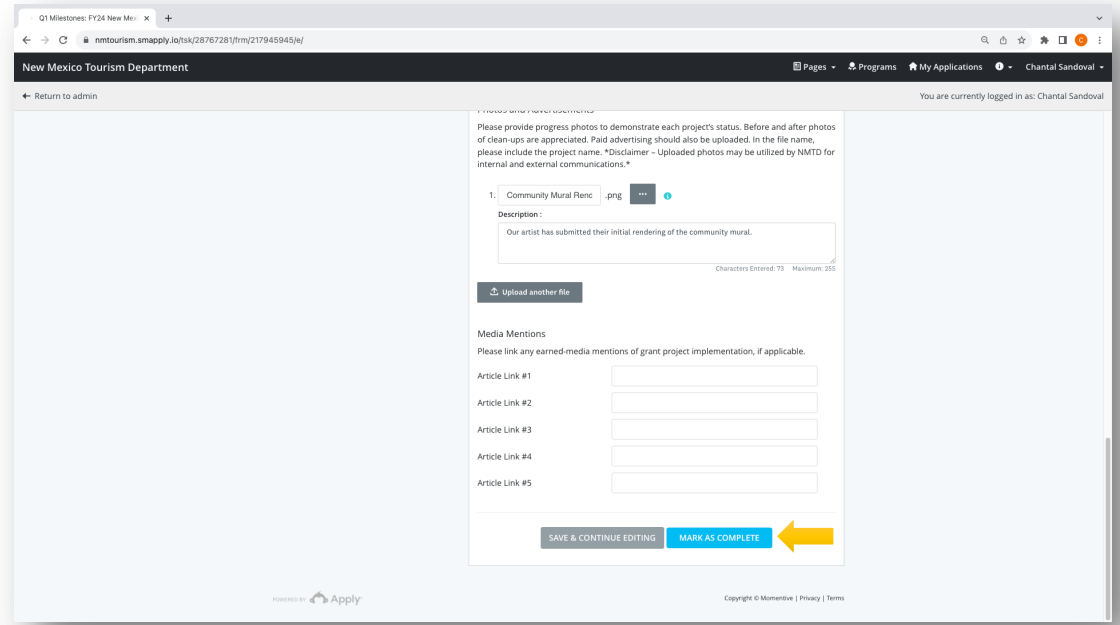 Q1 Milestones: FY24 New Mexi
nmtourism.smapply.io/tsk/28767281/frm/217945945/e/
C
New Mexico Tourism Department
Pages
Programs
My Applications
Chantal Sandoval
Return to admin
You are currently logged in as: Chantal Sandoval
Photos and Advertisements
Please provide progress photos to demonstrate each project's status. Before and after photos
of clean-ups are appreciated. Paid advertising should also be uploaded. In the file name,
please include the project name. *Disclaimer – Uploaded photos may be utilized by NMTD for
internal and external communications.*
1. Community Mural Renc .png ...
Description :
Our artist has submitted their initial rendering of the community mural.
Characters Entered: 73 Maximum: 255
Upload another file
Media Mentions
Please link any earned-media mentions of grant project implementation, if applicable.
Article Link #1
Article Link #2
Article Link #3
Article Link #4
Article Link #5
SAVE & CONTINUE EDITING
MARK AS COMPLETE
POWERED BY Apply
Copyright © Momentive | Privacy | Terms